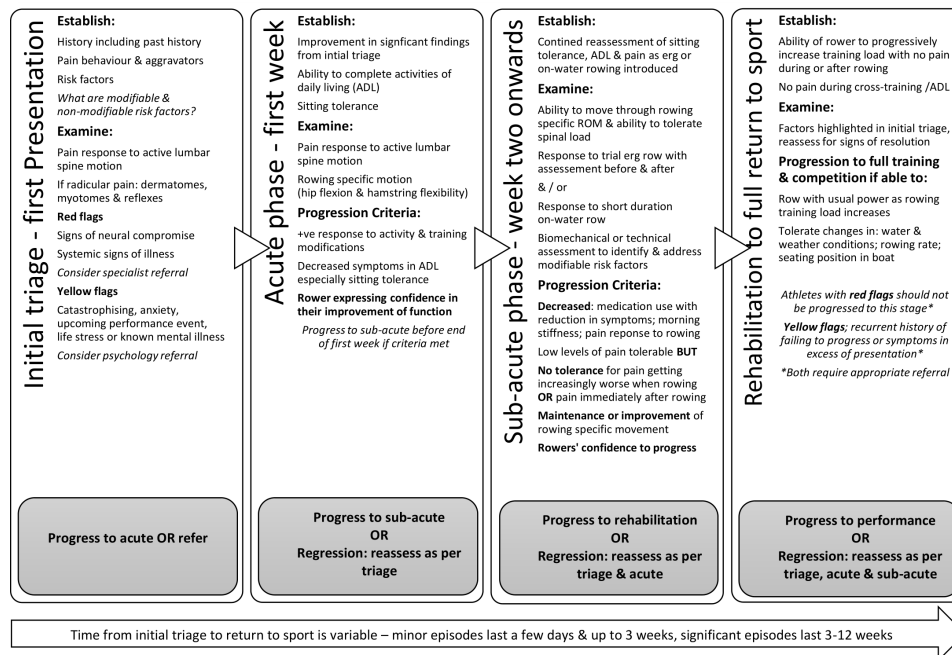 Initial triage - first Presentation
Establish:
History including past history
Pain behaviour & aggravators
Risk factors
What are modifiable &
non-modifiable risk factors?
Examine:
Pain response to active lumbar
spine motion
If radicular pain: dermatomes,
myotomes & reflexes
Red flags
Signs of neural compromise
Systemic signs of illness
Consider specialist referral
Yellow flags
Catastrophising, anxiety,
upcoming performance event,
life stress or known mental illness
Consider psychology referral
Progress to acute OR refer
Acute phase - first week
Establish:
Improvement in signficant findings
from intial triage
Ability to complete activities of
daily living (ADL)
Sitting tolerance
Examine:
Pain response to active lumbar
spine motion
Rowing specific motion
(hip flexion & hamstring flexibility)
Progression Criteria:
+ve response to activity & training
modifications
Decreased symptoms in ADL
especially sitting tolerance
Rower expressing confidence in
their improvement of function
Progress to sub-acute before end
of first week if criteria met
Progress to sub-acute
OR
Regression: reassess as per
triage
Sub-acute phase - week two onwards
Establish:
Contined reassessment of sitting
tolerance, ADL & pain as erg or
on-water rowing introduced
Examine:
Ability to move through rowing
specific ROM & ability to tolerate
spinal load
Response to trial erg row with
assessement before & after
& / or
Response to short duration
on-water row
Biomechanical or technical
assessment to identify & address
modifiable risk factors
Progression Criteria:
Decreased: medication use with
reduction in symptoms; morning
stiffness; pain reponse to rowing
Low levels of pain tolerable BUT
No tolerance for pain getting
increasingly worse when rowing
OR pain immediately after rowing
Maintenance or improvement of
rowing specific movement
Rowers' confidence to progress
Progress to rehabilitation
OR
Regression: reassess as per
triage & acute
Rehabilitation to full return to sport
Establish:
Ability of rower to progressively
increase training load with no pain
during or after rowing
No pain during cross-training /ADL
Examine:
Factors highlighted in initial triage,
reassess for signs of resolution
Progression to full training
& competition if able to:
Row with usual power as rowing
training load increases
Tolerate changes in: water &
weather conditions; rowing rate;
seating position in boat
Athletes with red flags should not
be progressed to this stage*
Yellow flags; recurrent history of
failing to progress or symptoms in
excess of presentation*
*Both require appropriate referral
Progress to performance
OR
Regression: reassess as per
triage, acute & sub-acute
Time from initial triage to return to sport is variable – minor episodes last a few days & up to 3 weeks, significant episodes last 3-12 weeks